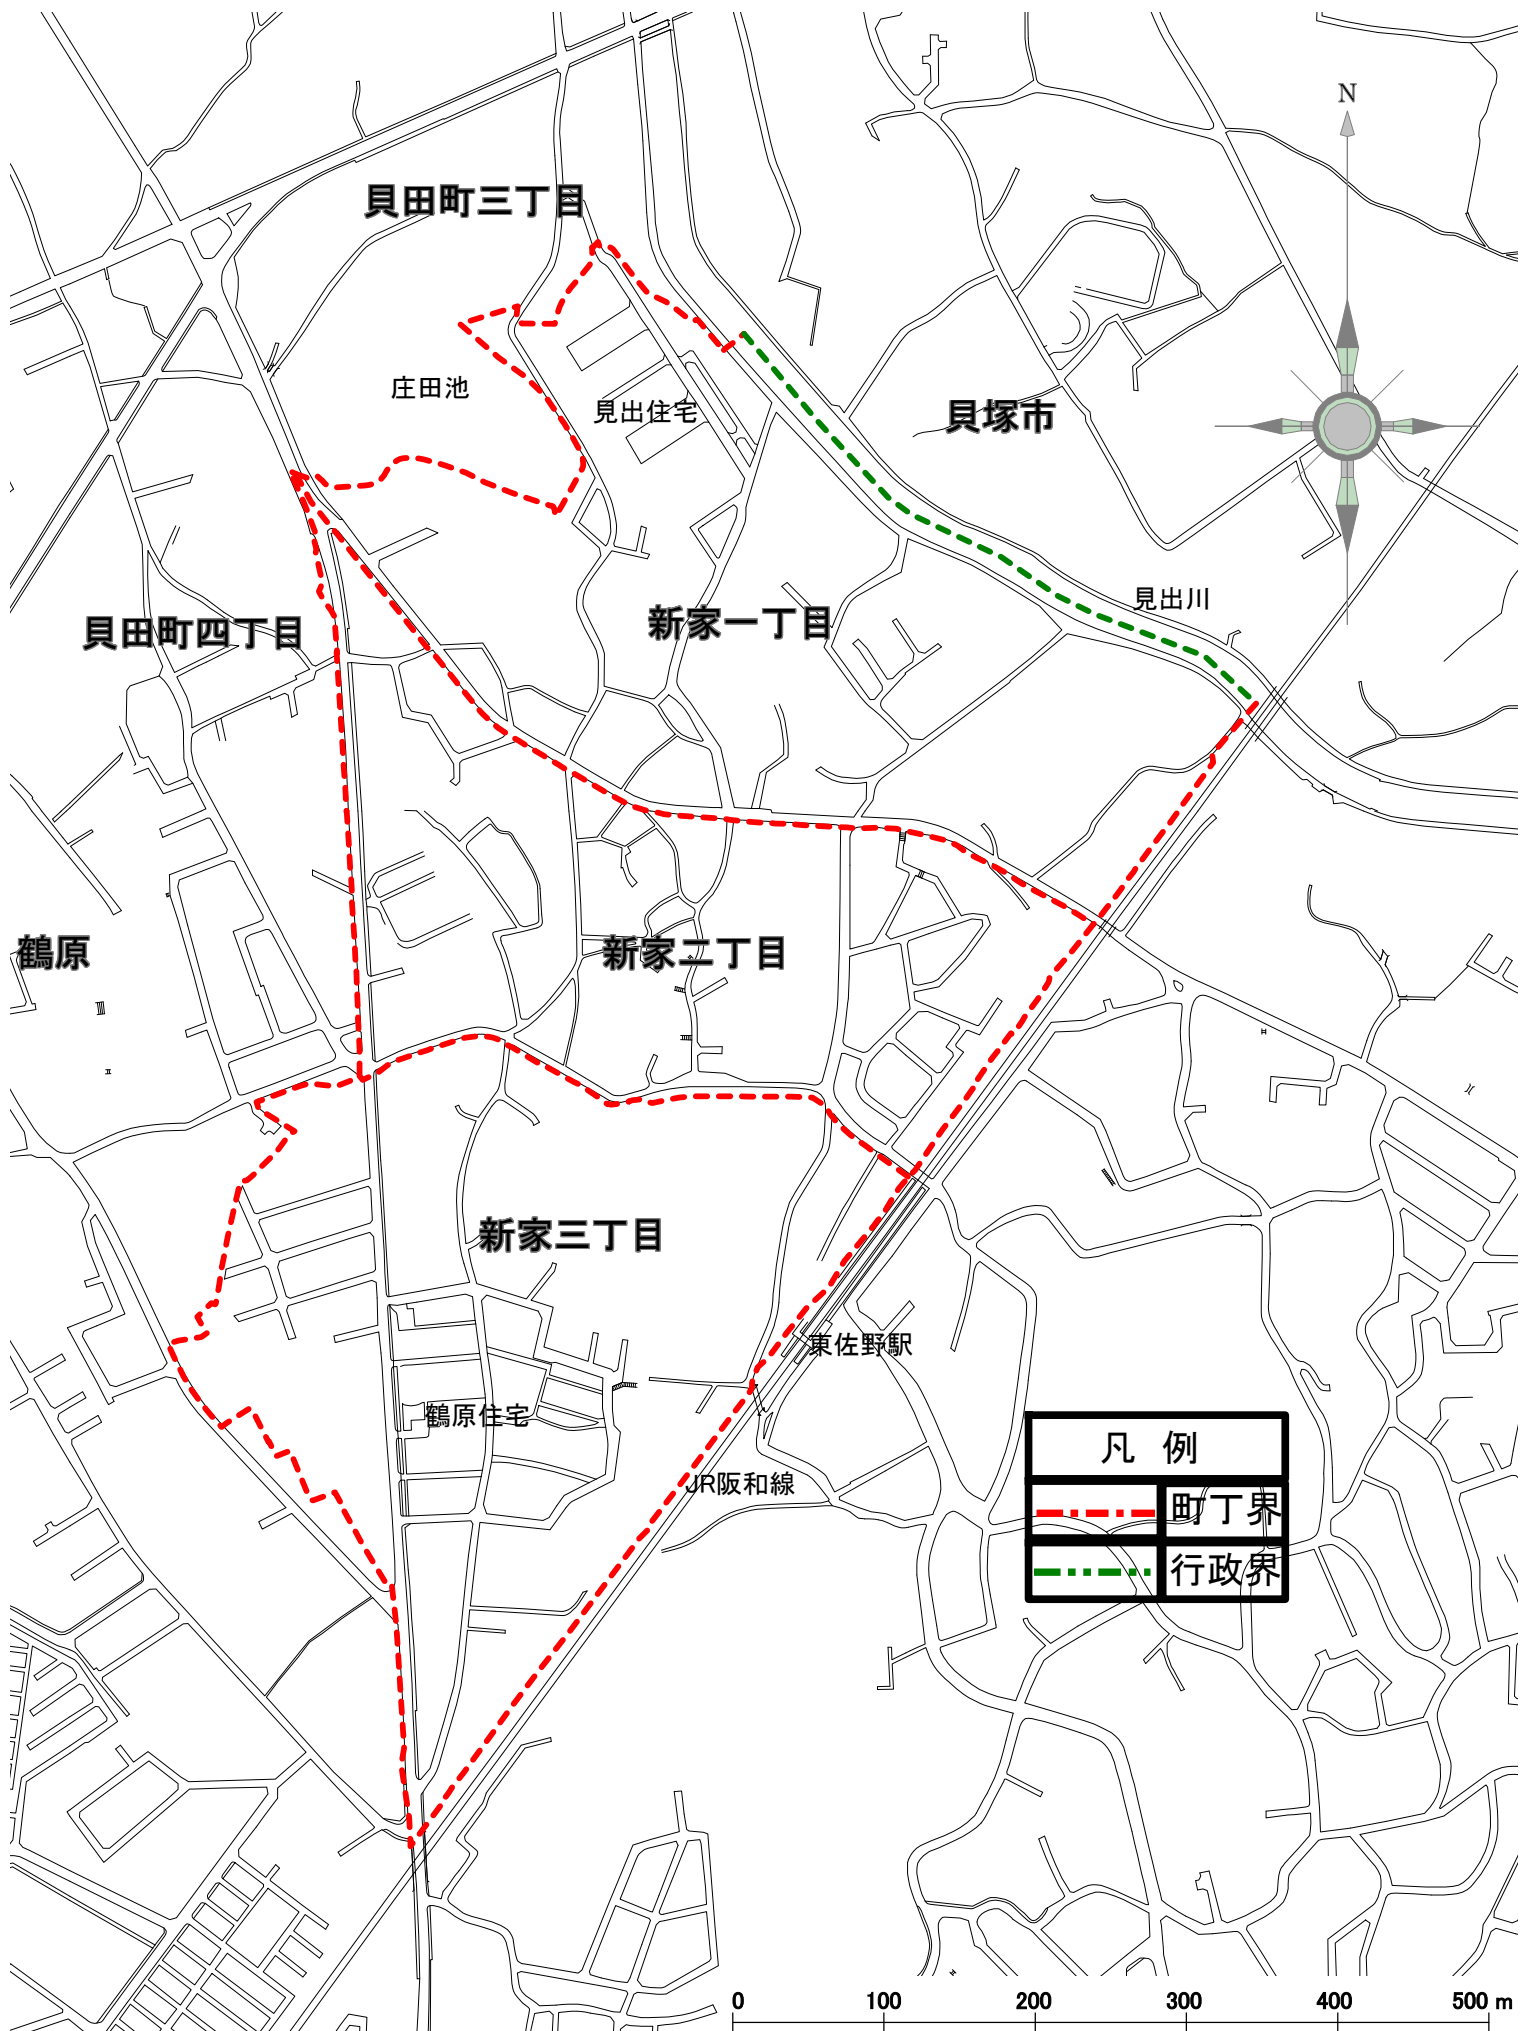 N
貝田町三丁目
庄田池
見出住宅
貝塚市
見出川
貝田町四丁目
新家一丁目
鶴原
新家二丁目
新家三丁目
東佐野駅
鶴原住宅
JR阪和線
凡 例
町丁界
行政界
0 100 200 300 400 500 m